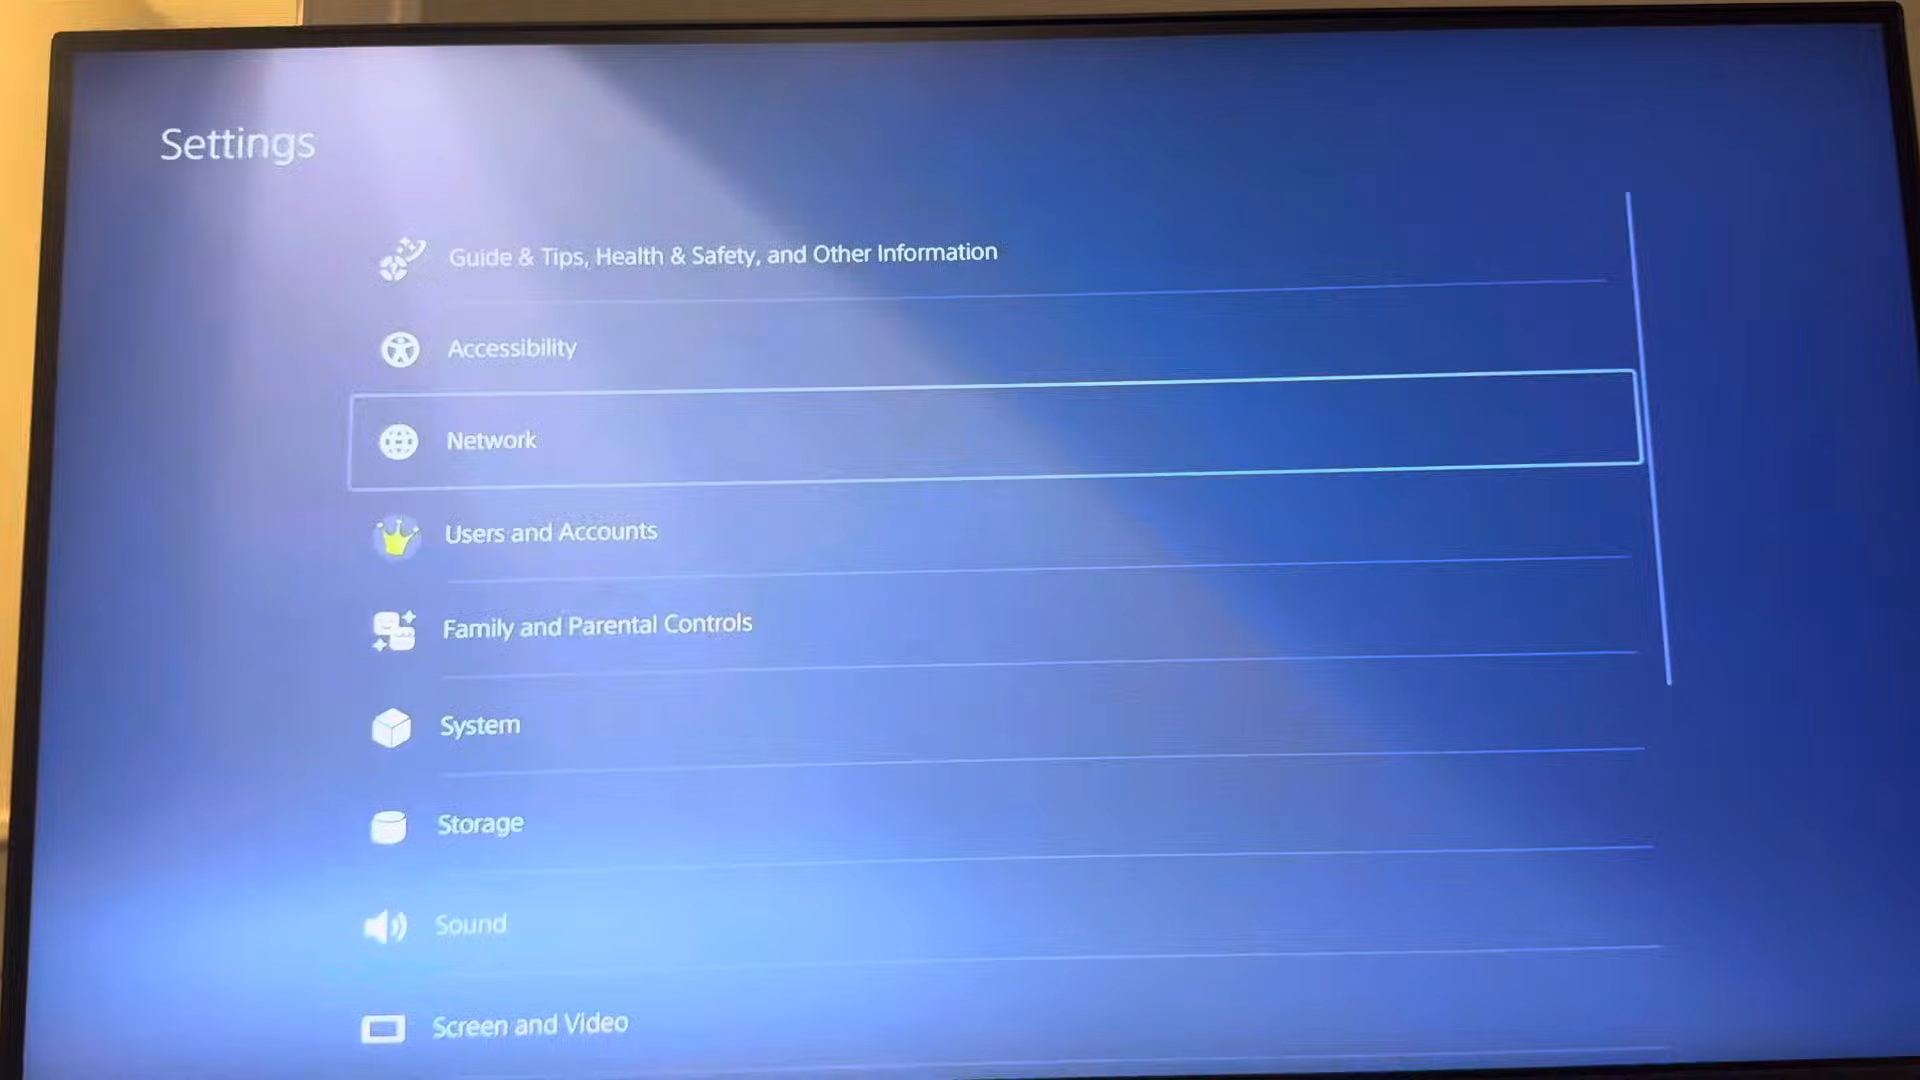 Settings
Guide & Tips, Health & Safety, and Other Information
Accessibility
Network
Users and Accounts
Family and Parental Controls
System
Storage
Sound
Screen and Video